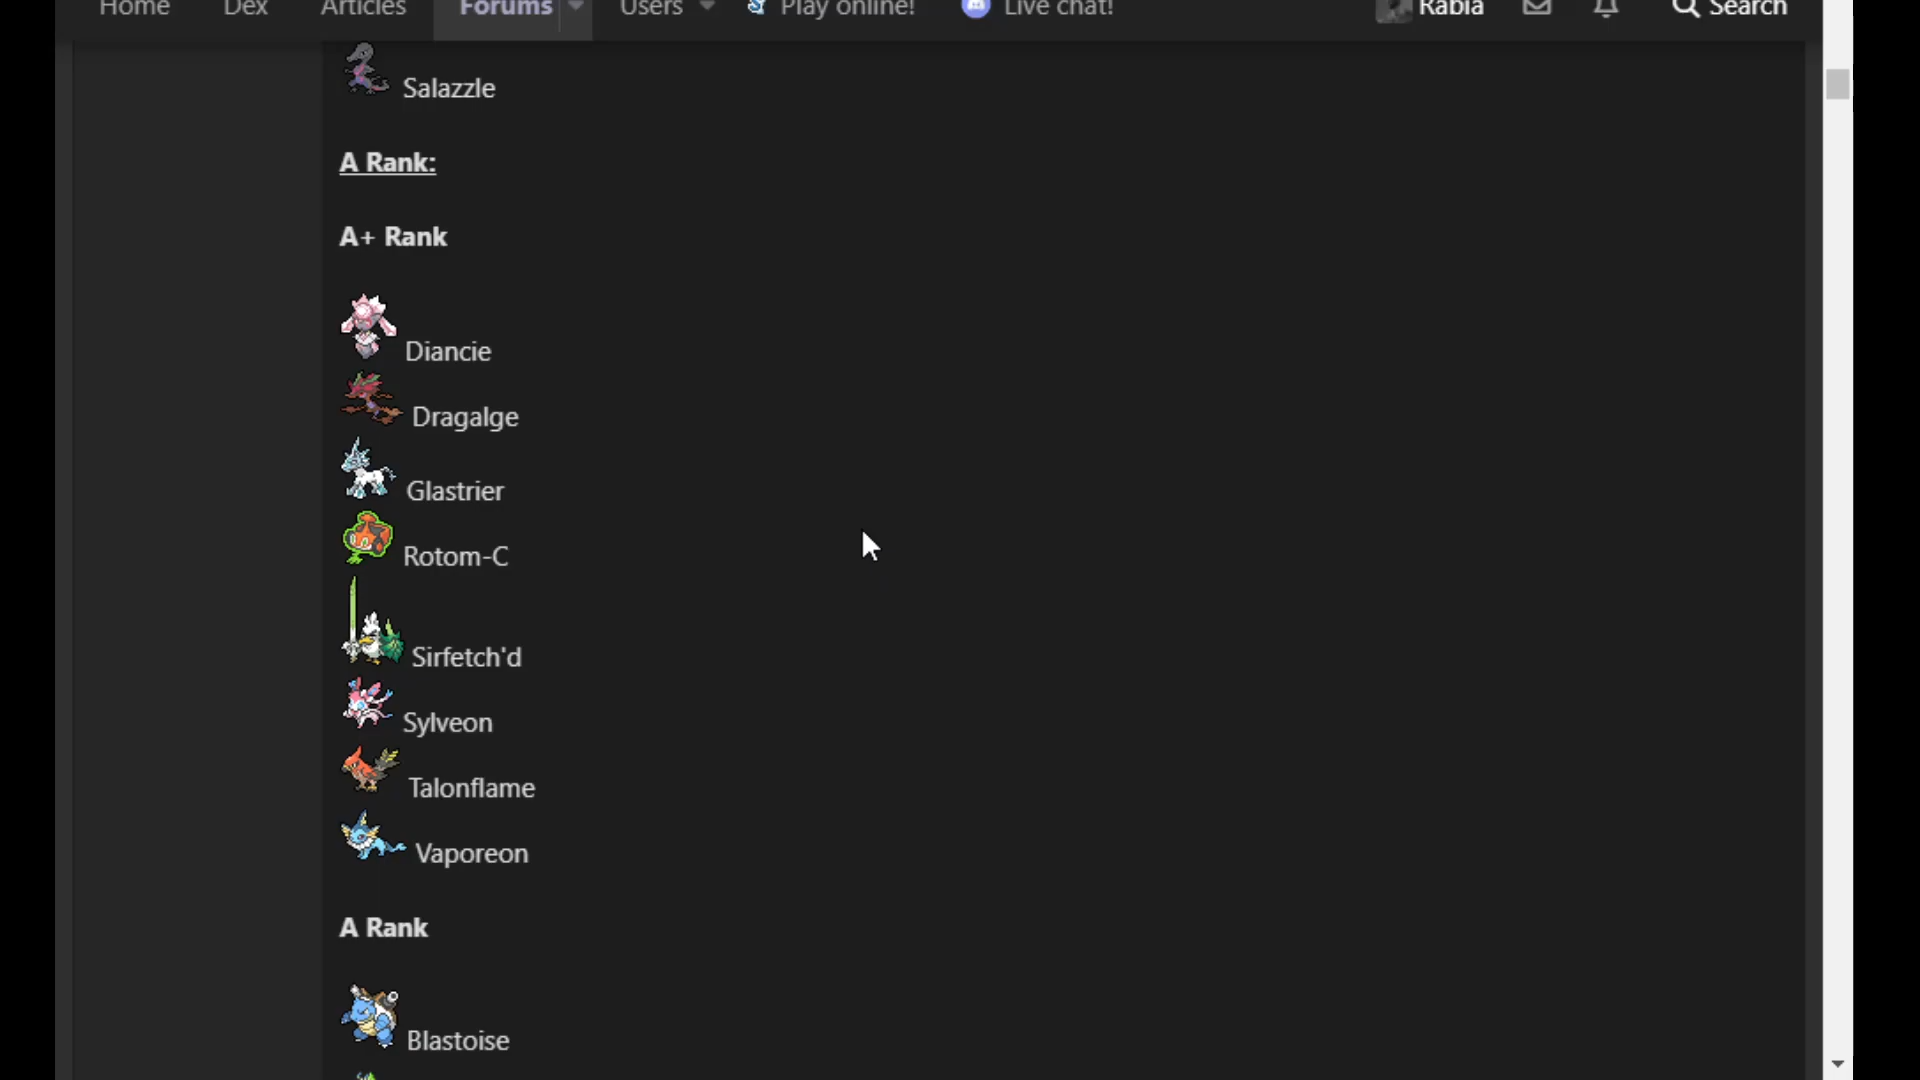 Home Dex Articles Forums Users Play online! Live chat! Rabia Search
Salazzle
A Rank:
A+ Rank
Diancie
Dragalge
Glastrier
Rotom-C
Sirfetch'd
Sylveon
Talonflame
Vaporeon
A Rank
Blastoise